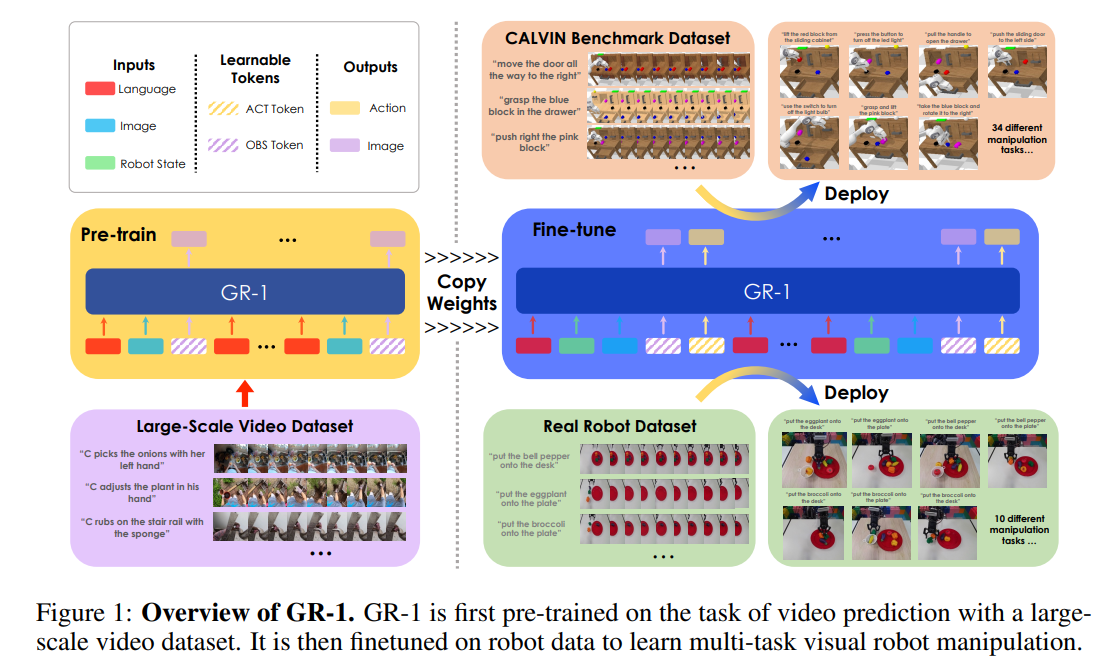 Inputs
Language
Image
Robot State
Learnable
Tokens
ACT Token
OBS Token
Outputs
Action
Image
CALVIN Benchmark Dataset
“move the door all
the way to the right”
“grasp the blue
block in the drawer”
“push right the pink
block”
...
“lift the red block from
the sliding cabinet”
“press the button to
turn off the led light”
“pull the handle to
open the drawer”
“push the sliding door
to the left side”
“use the switch to turn
off the light bulb”
“grasp and lift
the pink block”
“take the blue block and
rotate it to the right”
34 different
manipulation
tasks...
Deploy
Pre-train
...
GR-1
...
>>>>>>
Copy
Weights
>>>>>>
Fine-tune
...
GR-1
...
Deploy
Large-Scale Video Dataset
“C picks the onions with her
left hand”
“C adjusts the plant in his
hand”
“C rubs on the stair rail with
the sponge”
...
Real Robot Dataset
“put the bell pepper
onto the desk”
“put the eggplant
onto the plate”
“put the broccoli
onto the plate”
...
“put the eggplant onto
the desk”
“put the eggplant onto
the plate”
“put the bell pepper
onto the desk”
“put the bell pepper
onto the plate”
“put the broccoli onto
the desk”
“put the broccoli onto
the plate”
“put the broccoli onto
the desk”
10 different
manipulation
tasks ...
Figure 1: Overview of GR-1. GR-1 is first pre-trained on the task of video prediction with a large-
scale video dataset. It is then finetuned on robot data to learn multi-task visual robot manipulation.